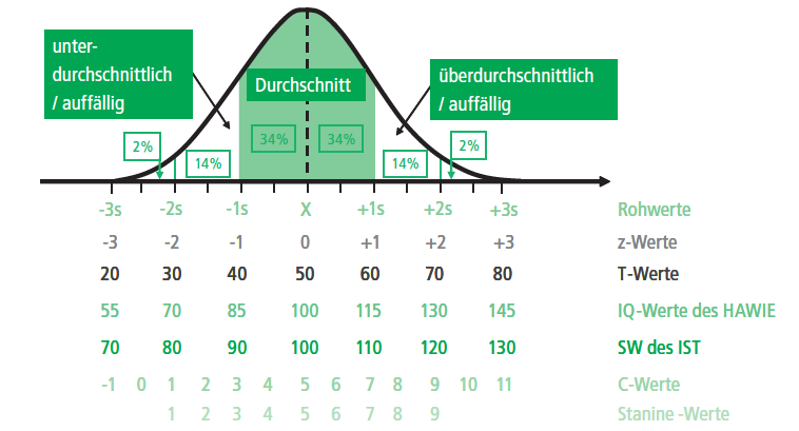 unter-
durchschnittlich
/ auffällig
Durchschnitt
überdurchschnittlich
/ auffällig
2%
14%
34%
34%
14%
2%
-3s -2s -1s X +1s +2s +3s Rohwerte
-3 -2 -1 0 +1 +2 +3 z-Werte
20 30 40 50 60 70 80 T-Werte
55 70 85 100 115 130 145 IQ-Werte des HAWIE
70 80 90 100 110 120 130 SW des IST
-1 0 1 2 3 4 5 6 7 8 9 10 11 C-Werte
1 2 3 4 5 6 7 8 9 Stanine -Werte